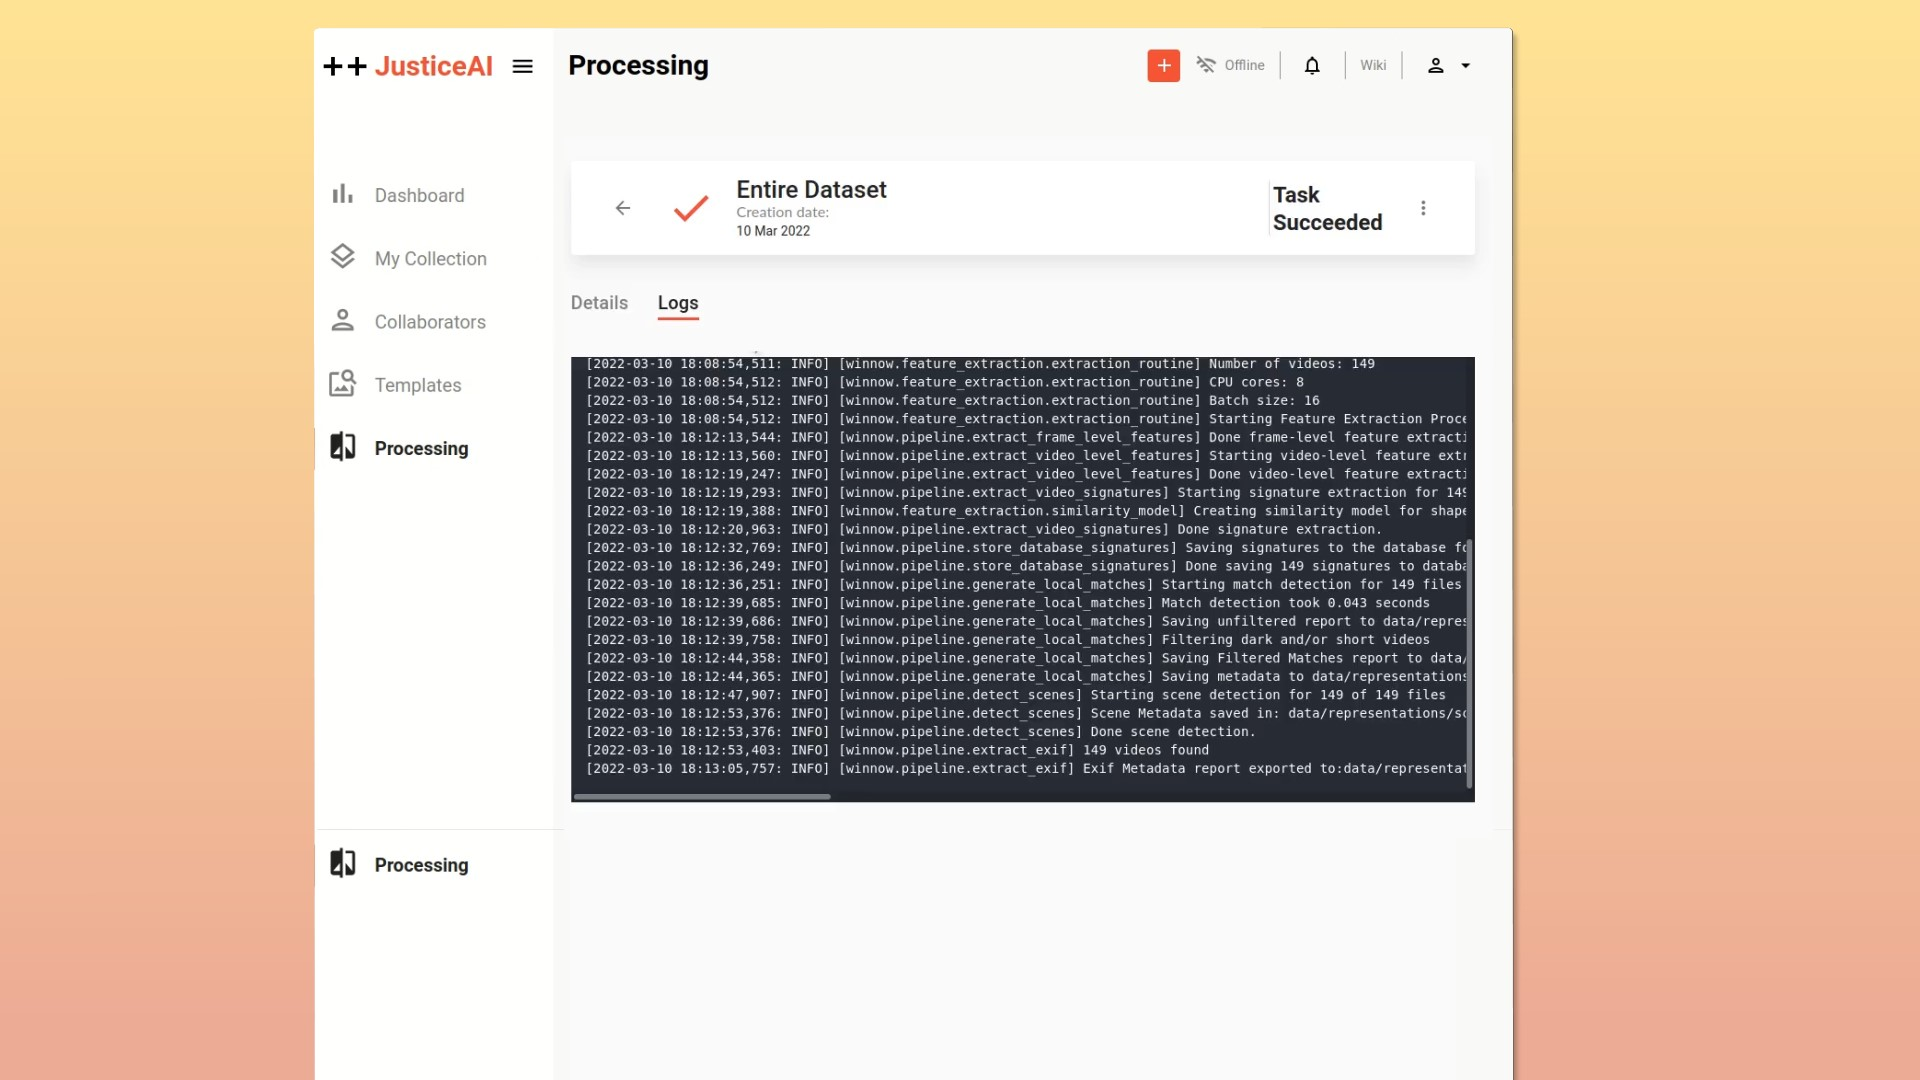 ++ JusticeAI
Processing
Offline
Wiki
Dashboard
My Collection
Collaborators
Templates
Processing
Entire Dataset
Creation date:
10 Mar 2022
Task
Succeeded
Details
Logs
[2022-03-10 18:08:54,511: INFO] [winnow.feature_extraction.extraction_routine] Number of videos: 149
[2022-03-10 18:08:54,512: INFO] [winnow.feature_extraction.extraction_routine] CPU cores: 8
[2022-03-10 18:08:54,512: INFO] [winnow.feature_extraction.extraction_routine] Batch size: 16
[2022-03-10 18:08:54,512: INFO] [winnow.feature_extraction.extraction_routine] Starting Feature Extraction Proce
[2022-03-10 18:12:13,544: INFO] [winnow.pipeline.extract_frame_level_features] Done frame-level feature extracti
[2022-03-10 18:12:13,560: INFO] [winnow.pipeline.extract_video_level_features] Starting video-level feature extr
[2022-03-10 18:12:19,247: INFO] [winnow.pipeline.extract_video_level_features] Done video-level feature extracti
[2022-03-10 18:12:19,293: INFO] [winnow.pipeline.extract_video_signatures] Starting signature extraction for 149
[2022-03-10 18:12:19,388: INFO] [winnow.feature_extraction.similarity_model] Creating similarity model for shape
[2022-03-10 18:12:20,963: INFO] [winnow.pipeline.extract_video_signatures] Done signature extraction.
[2022-03-10 18:12:32,769: INFO] [winnow.pipeline.store_database_signatures] Saving signatures to the database fo
[2022-03-10 18:12:36,249: INFO] [winnow.pipeline.store_database_signatures] Done saving 149 signatures to databa
[2022-03-10 18:12:36,251: INFO] [winnow.pipeline.generate_local_matches] Starting match detection for 149 files
[2022-03-10 18:12:39,685: INFO] [winnow.pipeline.generate_local_matches] Match detection took 0.043 seconds
[2022-03-10 18:12:39,686: INFO] [winnow.pipeline.generate_local_matches] Saving unfiltered report to data/repres
[2022-03-10 18:12:39,758: INFO] [winnow.pipeline.generate_local_matches] Filtering dark and/or short videos
[2022-03-10 18:12:44,358: INFO] [winnow.pipeline.generate_local_matches] Saving Filtered Matches report to data/
[2022-03-10 18:12:44,365: INFO] [winnow.pipeline.generate_local_matches] Saving metadata to data/representations
[2022-03-10 18:12:47,907: INFO] [winnow.pipeline.detect_scenes] Starting scene detection for 149 of 149 files
[2022-03-10 18:12:53,376: INFO] [winnow.pipeline.detect_scenes] Scene Metadata saved in: data/representations/sc
[2022-03-10 18:12:53,376: INFO] [winnow.pipeline.detect_scenes] Done scene detection.
[2022-03-10 18:12:53,403: INFO] [winnow.pipeline.extract_exif] 149 videos found
[2022-03-10 18:13:05,757: INFO] [winnow.pipeline.extract_exif] Exif Metadata report exported to:data/representat
Processing